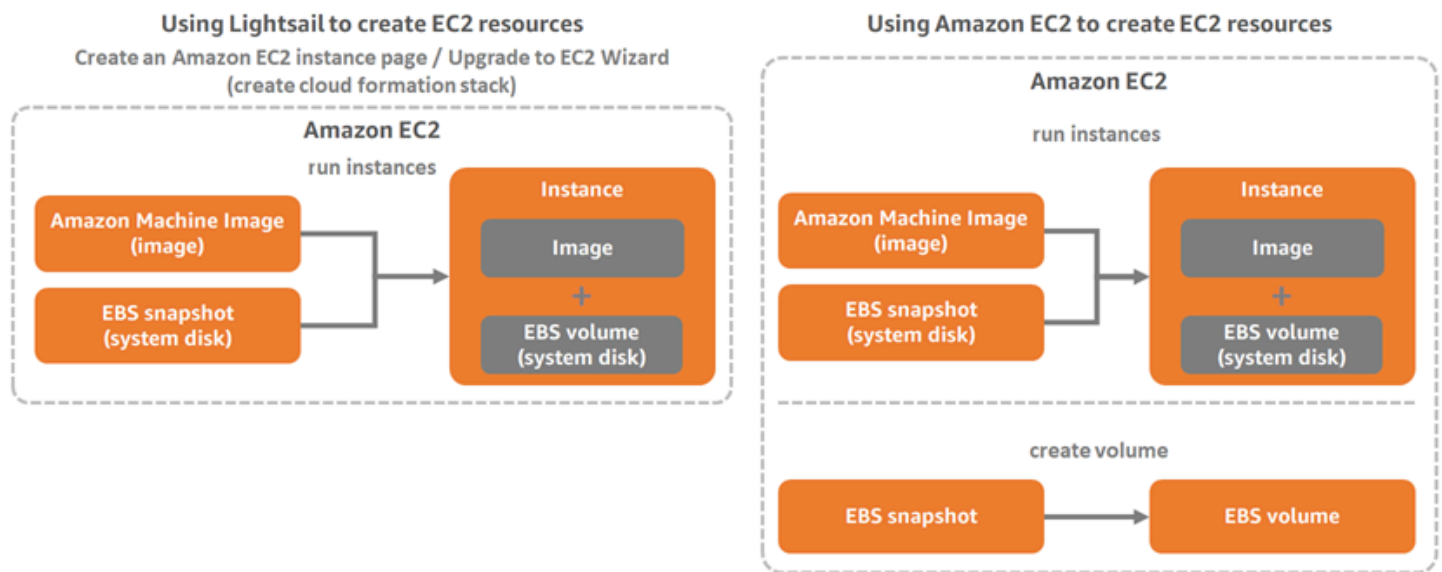 Using Lightsail to create EC2 resources
Create an Amazon EC2 instance page / Upgrade to EC2 Wizard
(create cloud formation stack)
Amazon EC2
run instances
Amazon Machine Image
(image)
EBS snapshot
(system disk)
Instance
Image
+
EBS volume
(system disk)
Using Amazon EC2 to create EC2 resources
Amazon EC2
run instances
Amazon Machine Image
(image)
EBS snapshot
(system disk)
Instance
Image
+
EBS volume
(system disk)
create volume
EBS snapshot
EBS volume